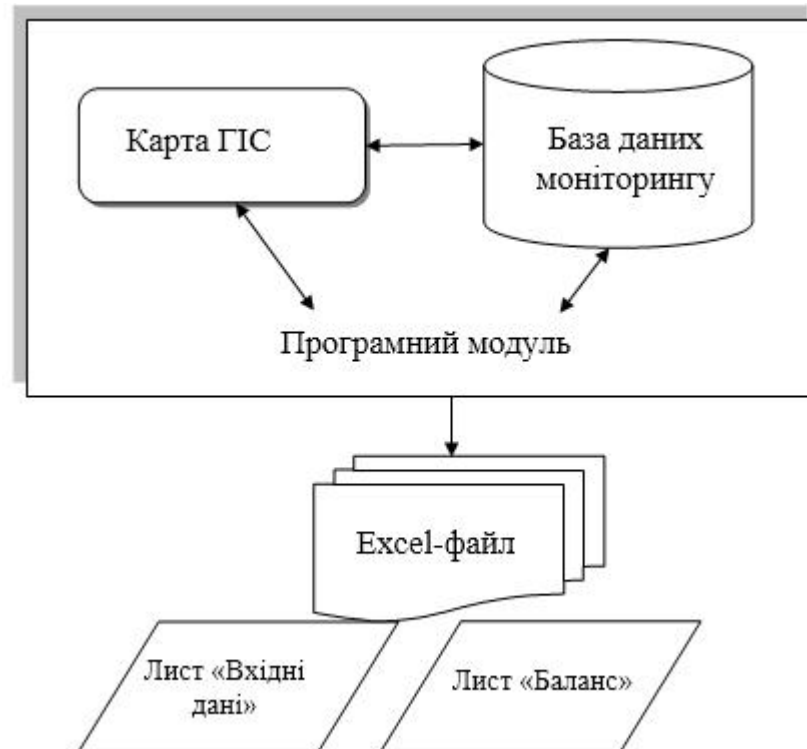 Карта ГІС
База даних
моніторингу
Програмний модуль
Excel-файл
Лист «Вхідні
дані»
Лист «Баланс»